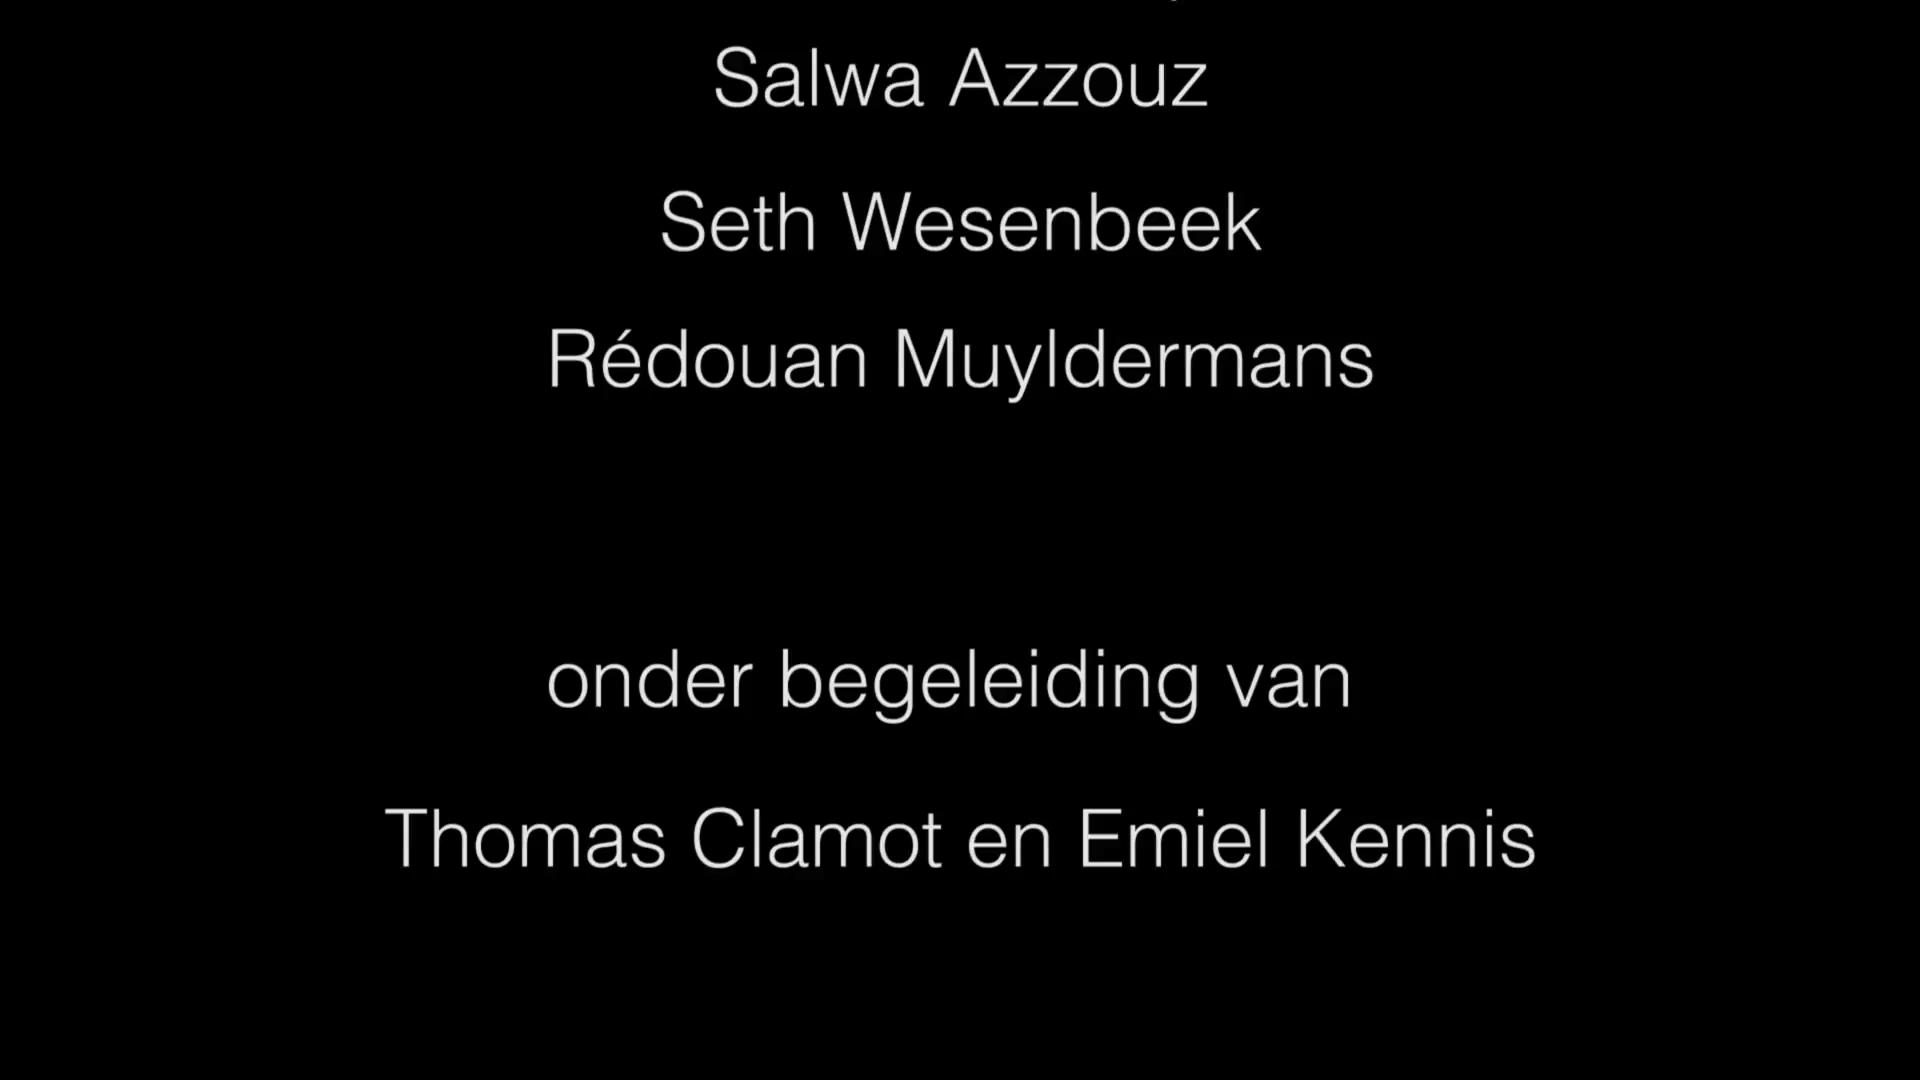 Salwa Azzouz
Seth Wesenbeek
Rédouan Muyldermans
onder begeleiding van
Thomas Clamot en Emiel Kennis